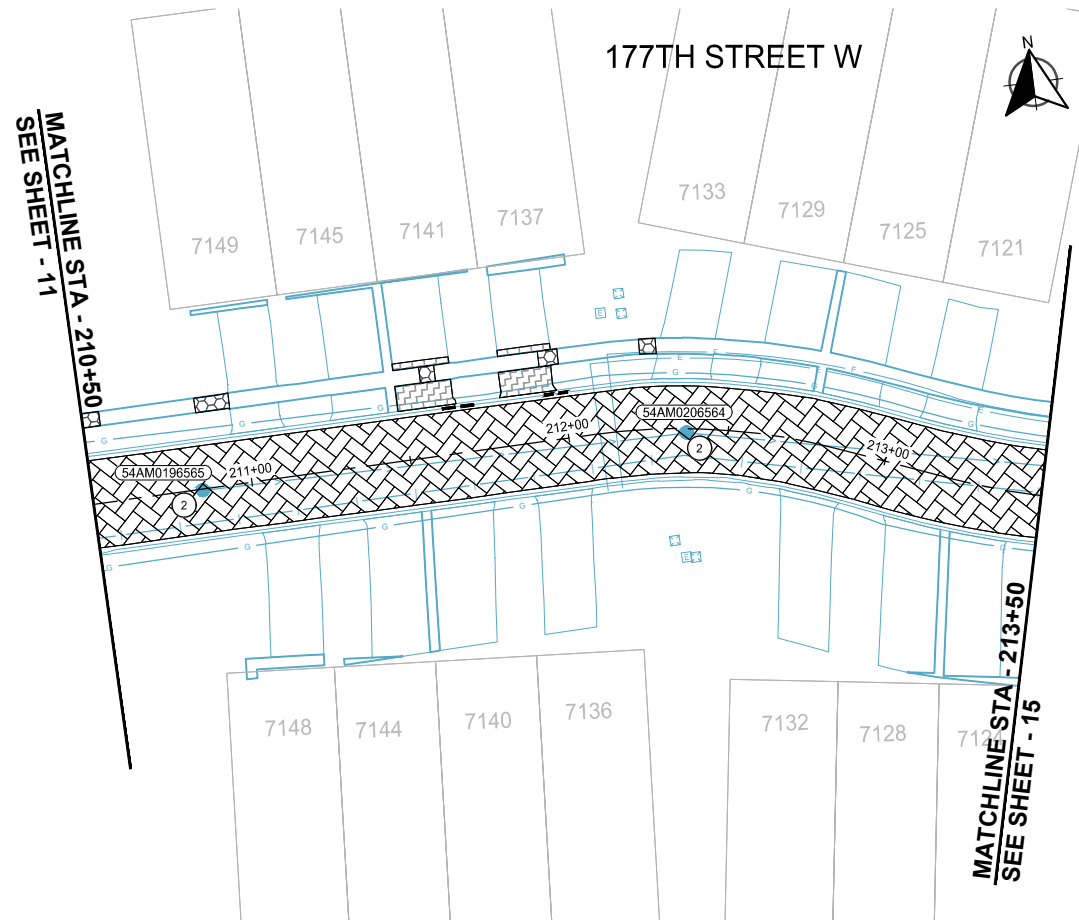 177TH STREET W
N
MATCHLINE STA - 210+50
SEE SHEET - 11
7149
7145
7141
7137
7133
7129
7125
7121
E
E
E
F
F
E
E
G
G
G
G
G
G
G
54AM0206564
212+00
2
213+00
54AM0196565
211+00
2
G
G
G
G
G
G
E
7148
7144
7140
7136
7132
7128
7124
MATCHLINE STA - 213+50
SEE SHEET - 15